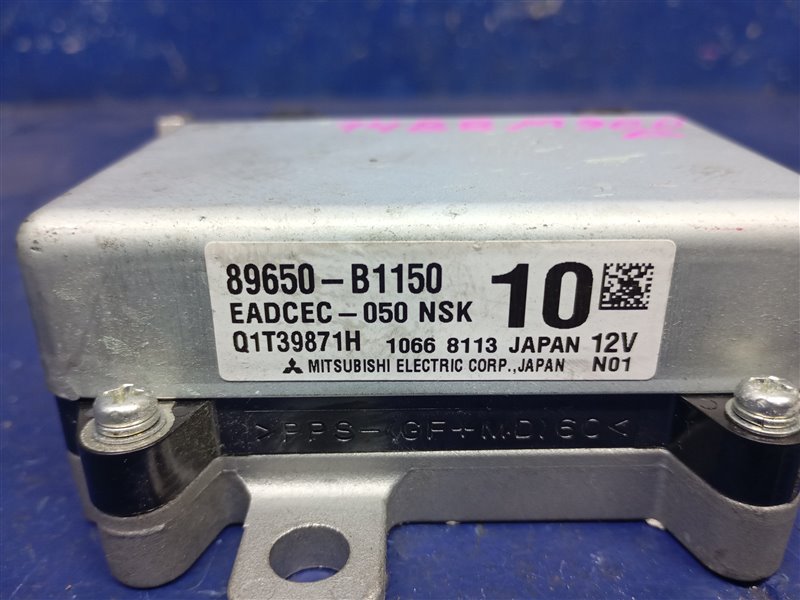 89650-B1150
10
EADCEC-050 NSK
Q1T39871H 1066 8113 JAPAN 12V
MITSUBISHI ELECTRIC CORP.,JAPAN N01
>PPS-(GF+MD)60<